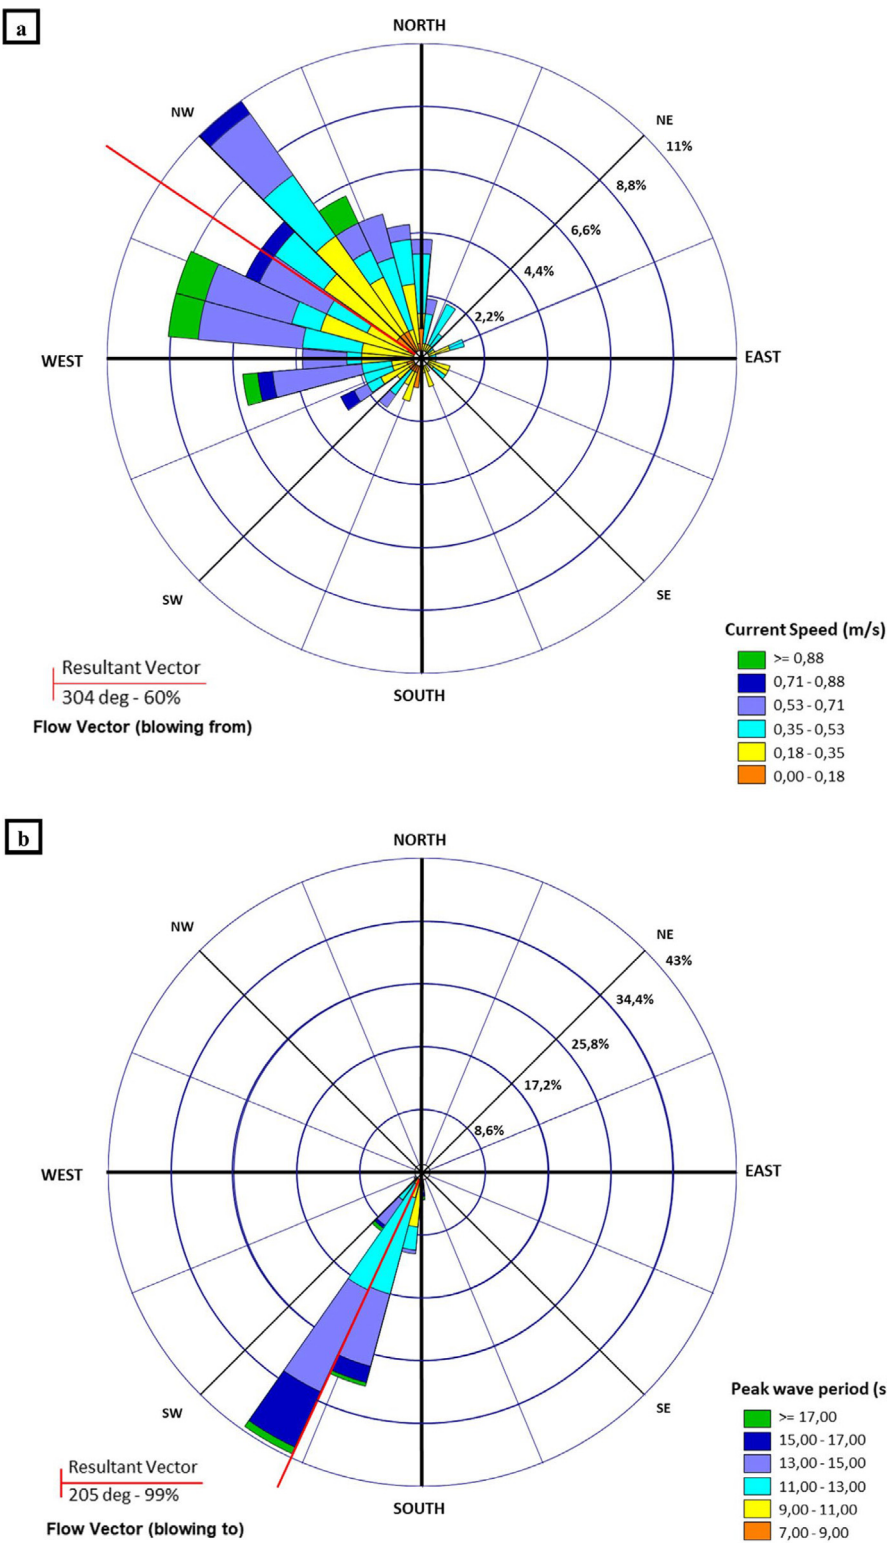 a
NORTH
NW
NE
11%
8,8%
6,6%
4,4%
2,2%
WEST
EAST
SW
SE
SOUTH
Resultant Vector
304 deg - 60%
Flow Vector (blowing from)
Current Speed (m/s)
>= 0,88
0,71 - 0,88
0,53 - 0,71
0,35 - 0,53
0,18 - 0,35
0,00 - 0,18
b
NORTH
NW
NE
43%
34,4%
25,8%
17,2%
8,6%
WEST
EAST
SW
SE
SOUTH
Resultant Vector
205 deg - 99%
Flow Vector (blowing to)
Peak wave period (s
>= 17,00
15,00 - 17,00
13,00 - 15,00
11,00 - 13,00
9,00 - 11,00
7,00 - 9,00